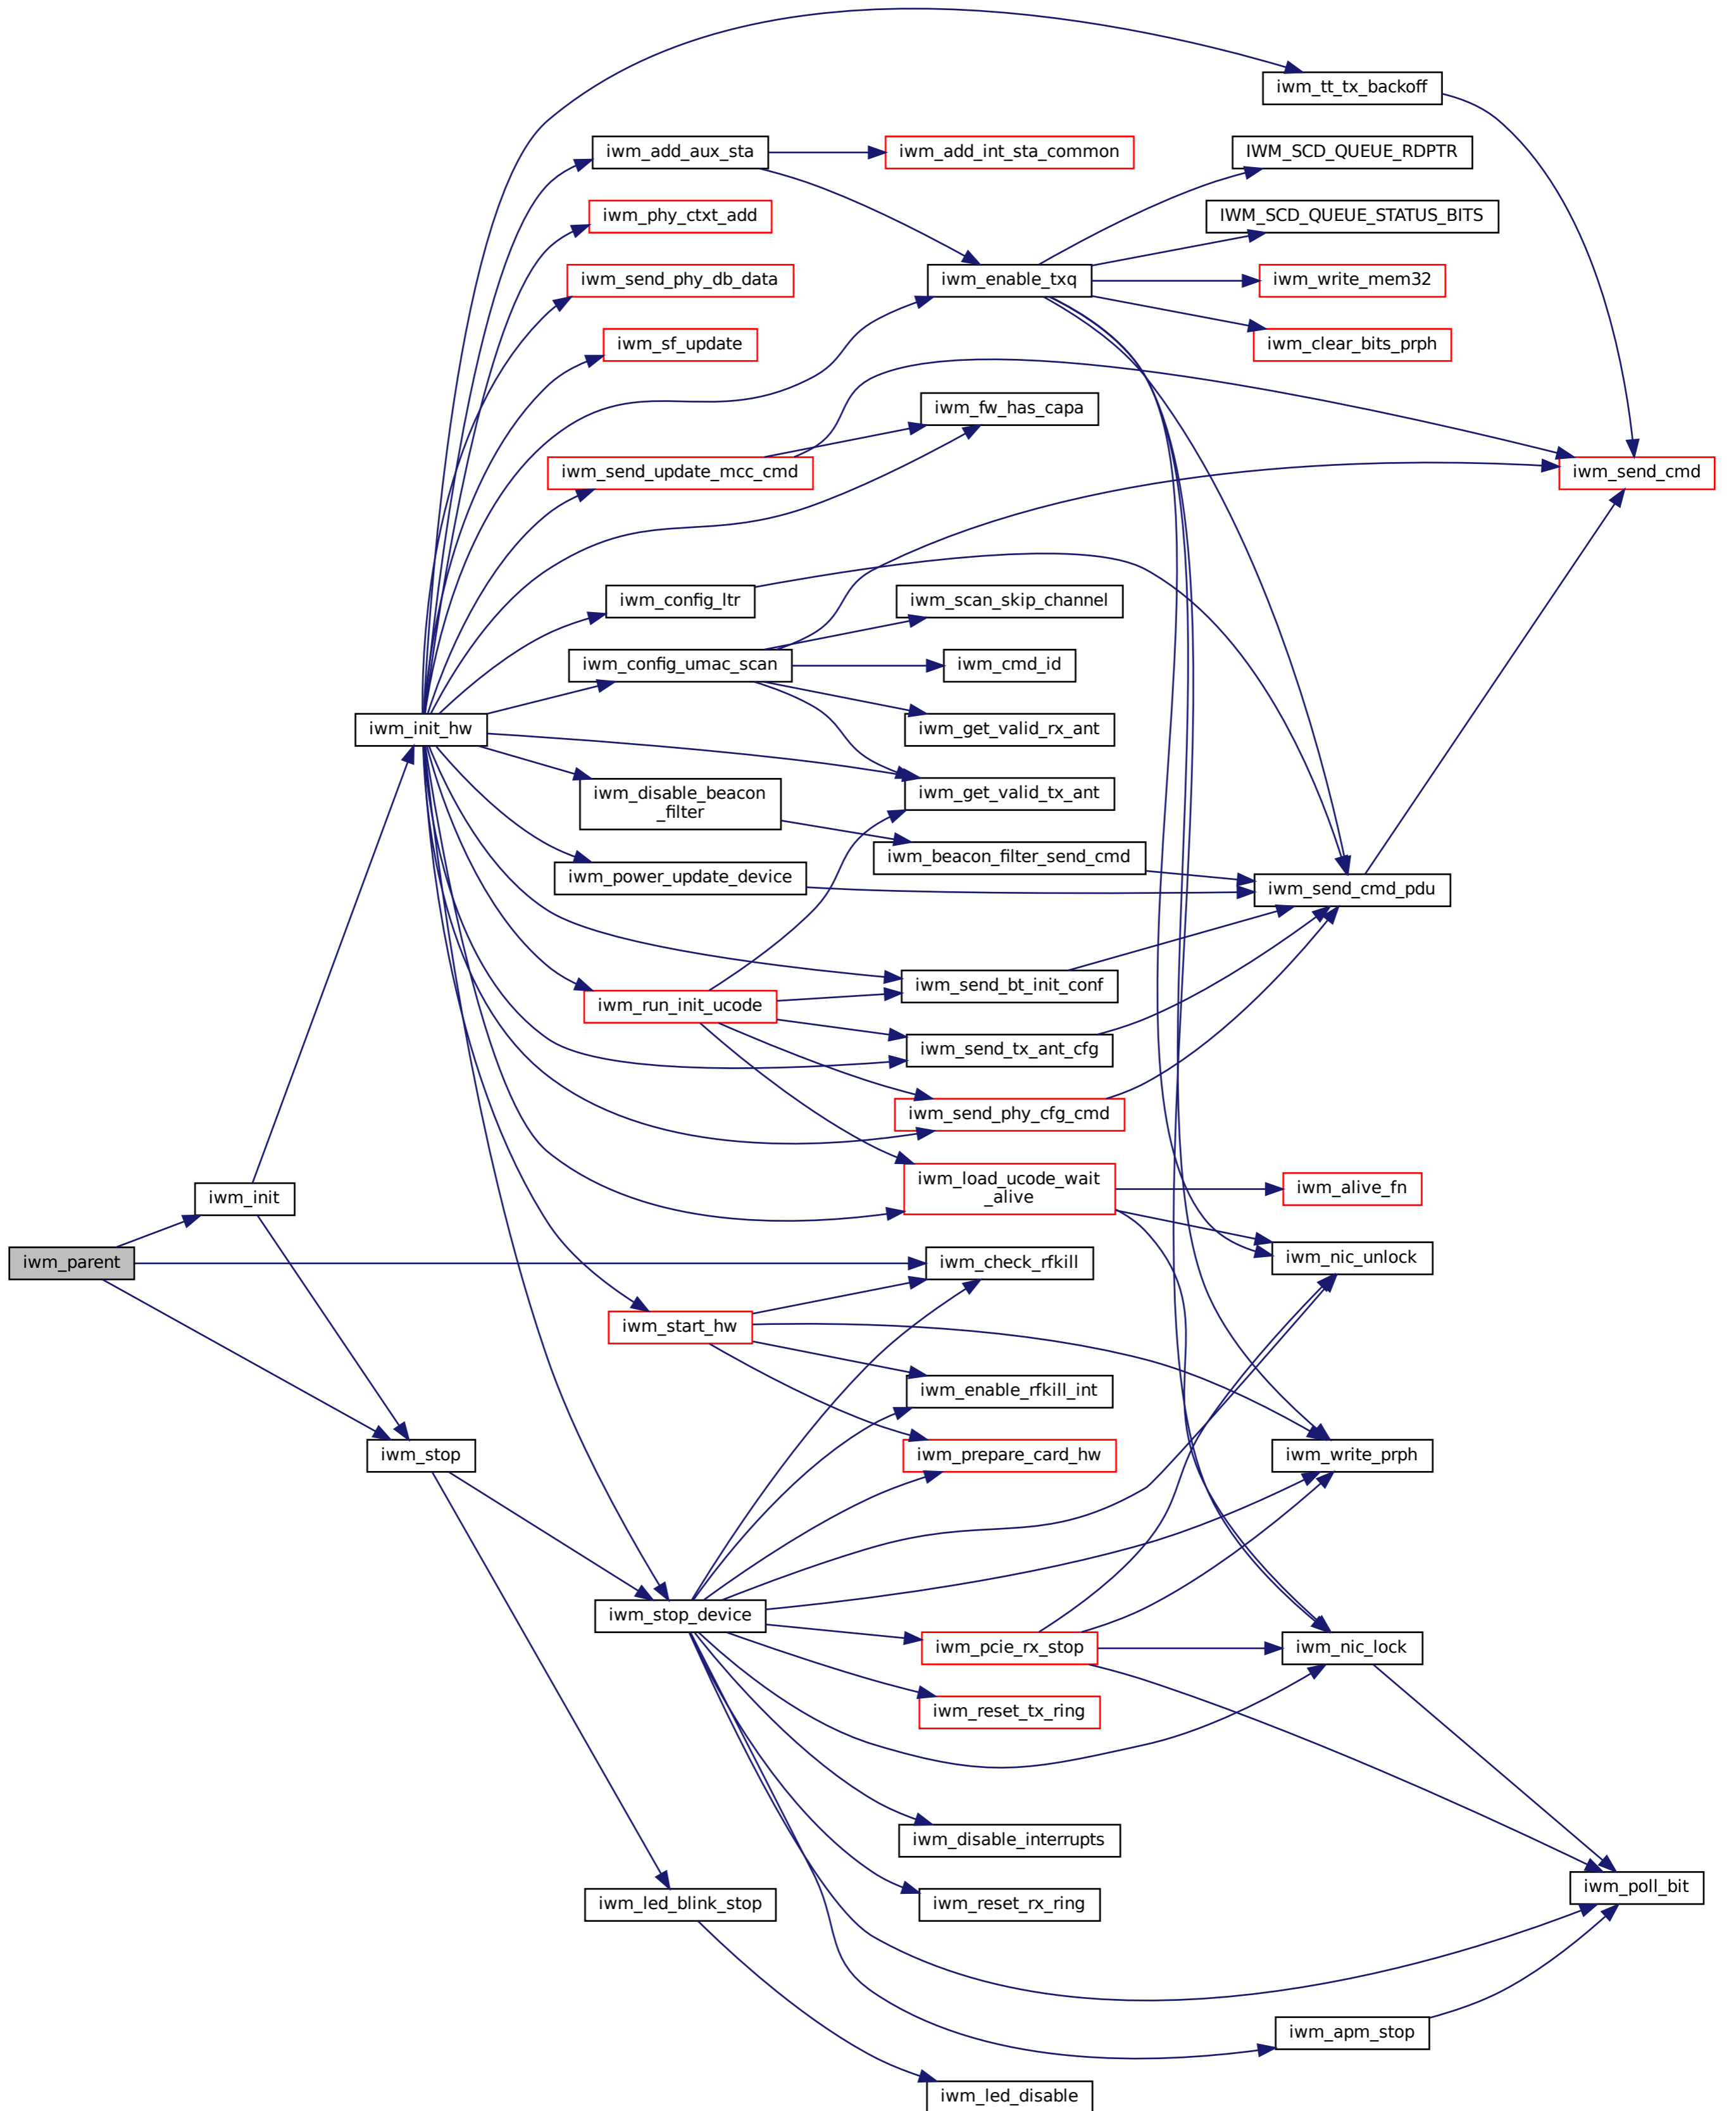 iwm_tt_tx_backoff
iwm_add_aux_sta
iwm_add_int_sta_common
IWM_SCD_QUEUE_RDPTR
iwm_phy_ctxt_add
IWM_SCD_QUEUE_STATUS_BITS
iwm_send_phy_db_data
iwm_enable_txq
iwm_write_mem32
iwm_sf_update
iwm_clear_bits_prph
iwm_fw_has_capa
iwm_send_update_mcc_cmd
iwm_send_cmd
iwm_config_ltr
iwm_scan_skip_channel
iwm_config_umac_scan
iwm_cmd_id
iwm_init_hw
iwm_get_valid_rx_ant
iwm_disable_beacon
_filter
iwm_get_valid_tx_ant
iwm_beacon_filter_send_cmd
iwm_power_update_device
iwm_send_cmd_pdu
iwm_send_bt_init_conf
iwm_run_init_ucode
iwm_send_tx_ant_cfg
iwm_send_phy_cfg_cmd
iwm_load_ucode_wait
_alive
iwm_alive_fn
iwm_init
iwm_nic_unlock
iwm_parent
iwm_check_rfkill
iwm_start_hw
iwm_enable_rfkill_int
iwm_stop
iwm_prepare_card_hw
iwm_write_prph
iwm_stop_device
iwm_pcie_rx_stop
iwm_nic_lock
iwm_reset_tx_ring
iwm_disable_interrupts
iwm_poll_bit
iwm_led_blink_stop
iwm_reset_rx_ring
iwm_apm_stop
iwm_led_disable